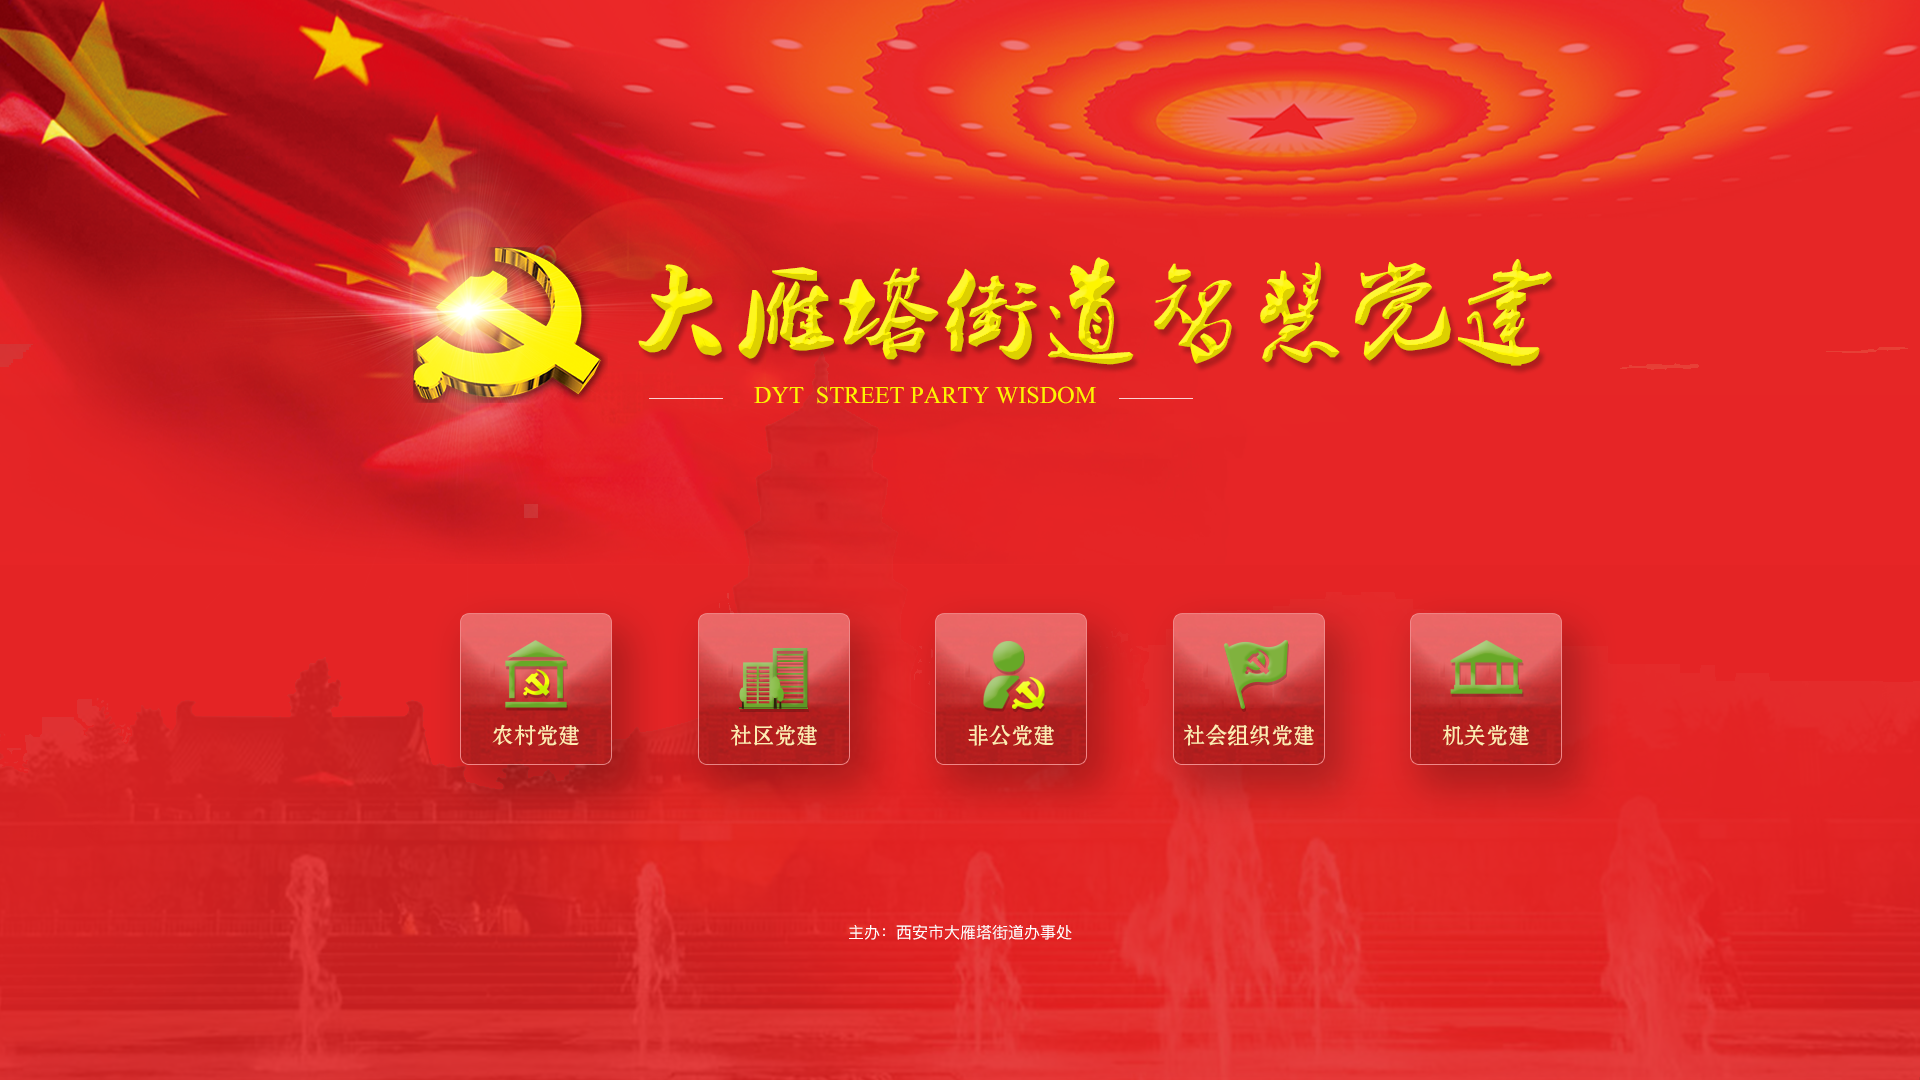 大雁塔街道智慧党建
DYT STREET PARTY WISDOM
农村党建
社区党建
非公党建
社会组织党建
机关党建
主办：西安市大雁塔街道办事处